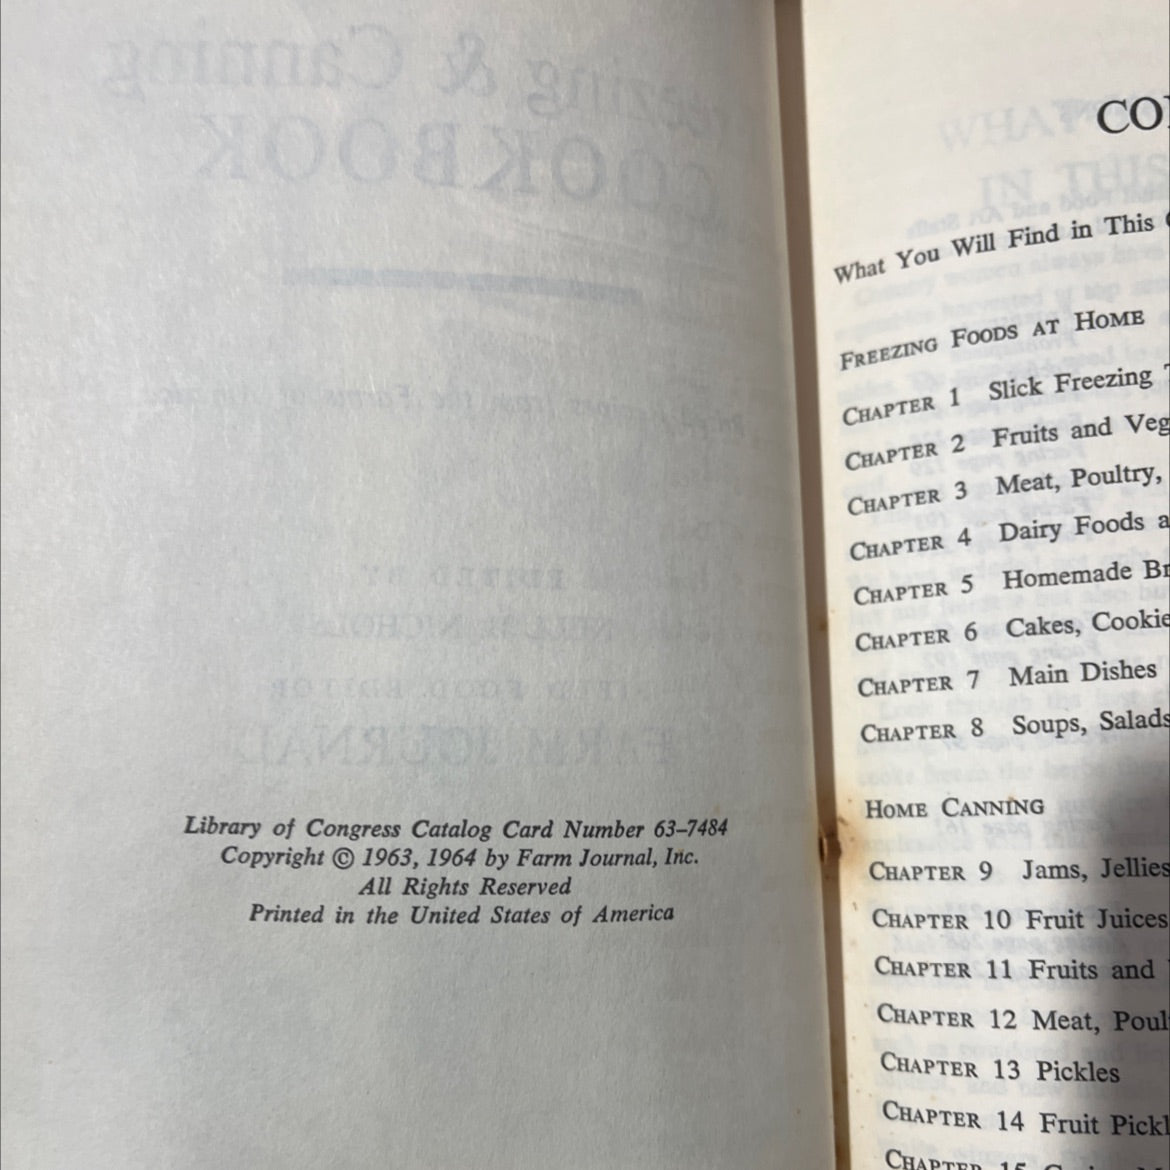 Library of Congress Catalog Card Number 63–7484
Copyright © 1963, 1964 by Farm Journal, Inc.
All Rights Reserved
Printed in the United States of America
What You Will Find in This
FREEZING FOODS AT HOME
CHAPTER 1 Slick Freezing
CHAPTER 2 Fruits and Veg
CHAPTER 3 Meat, Poultry,
CHAPTER 4 Dairy Foods a
CHAPTER 5 Homemade Br
CHAPTER 6 Cakes, Cookie
CHAPTER 7 Main Dishes
CHAPTER 8 Soups, Salads
HOME CANNING
CHAPTER 9 Jams, Jellies
CHAPTER 10 Fruit Juices
CHAPTER 11 Fruits and
CHAPTER 12 Meat, Poul
CHAPTER 13 Pickles
CHAPTER 14 Fruit Pickl